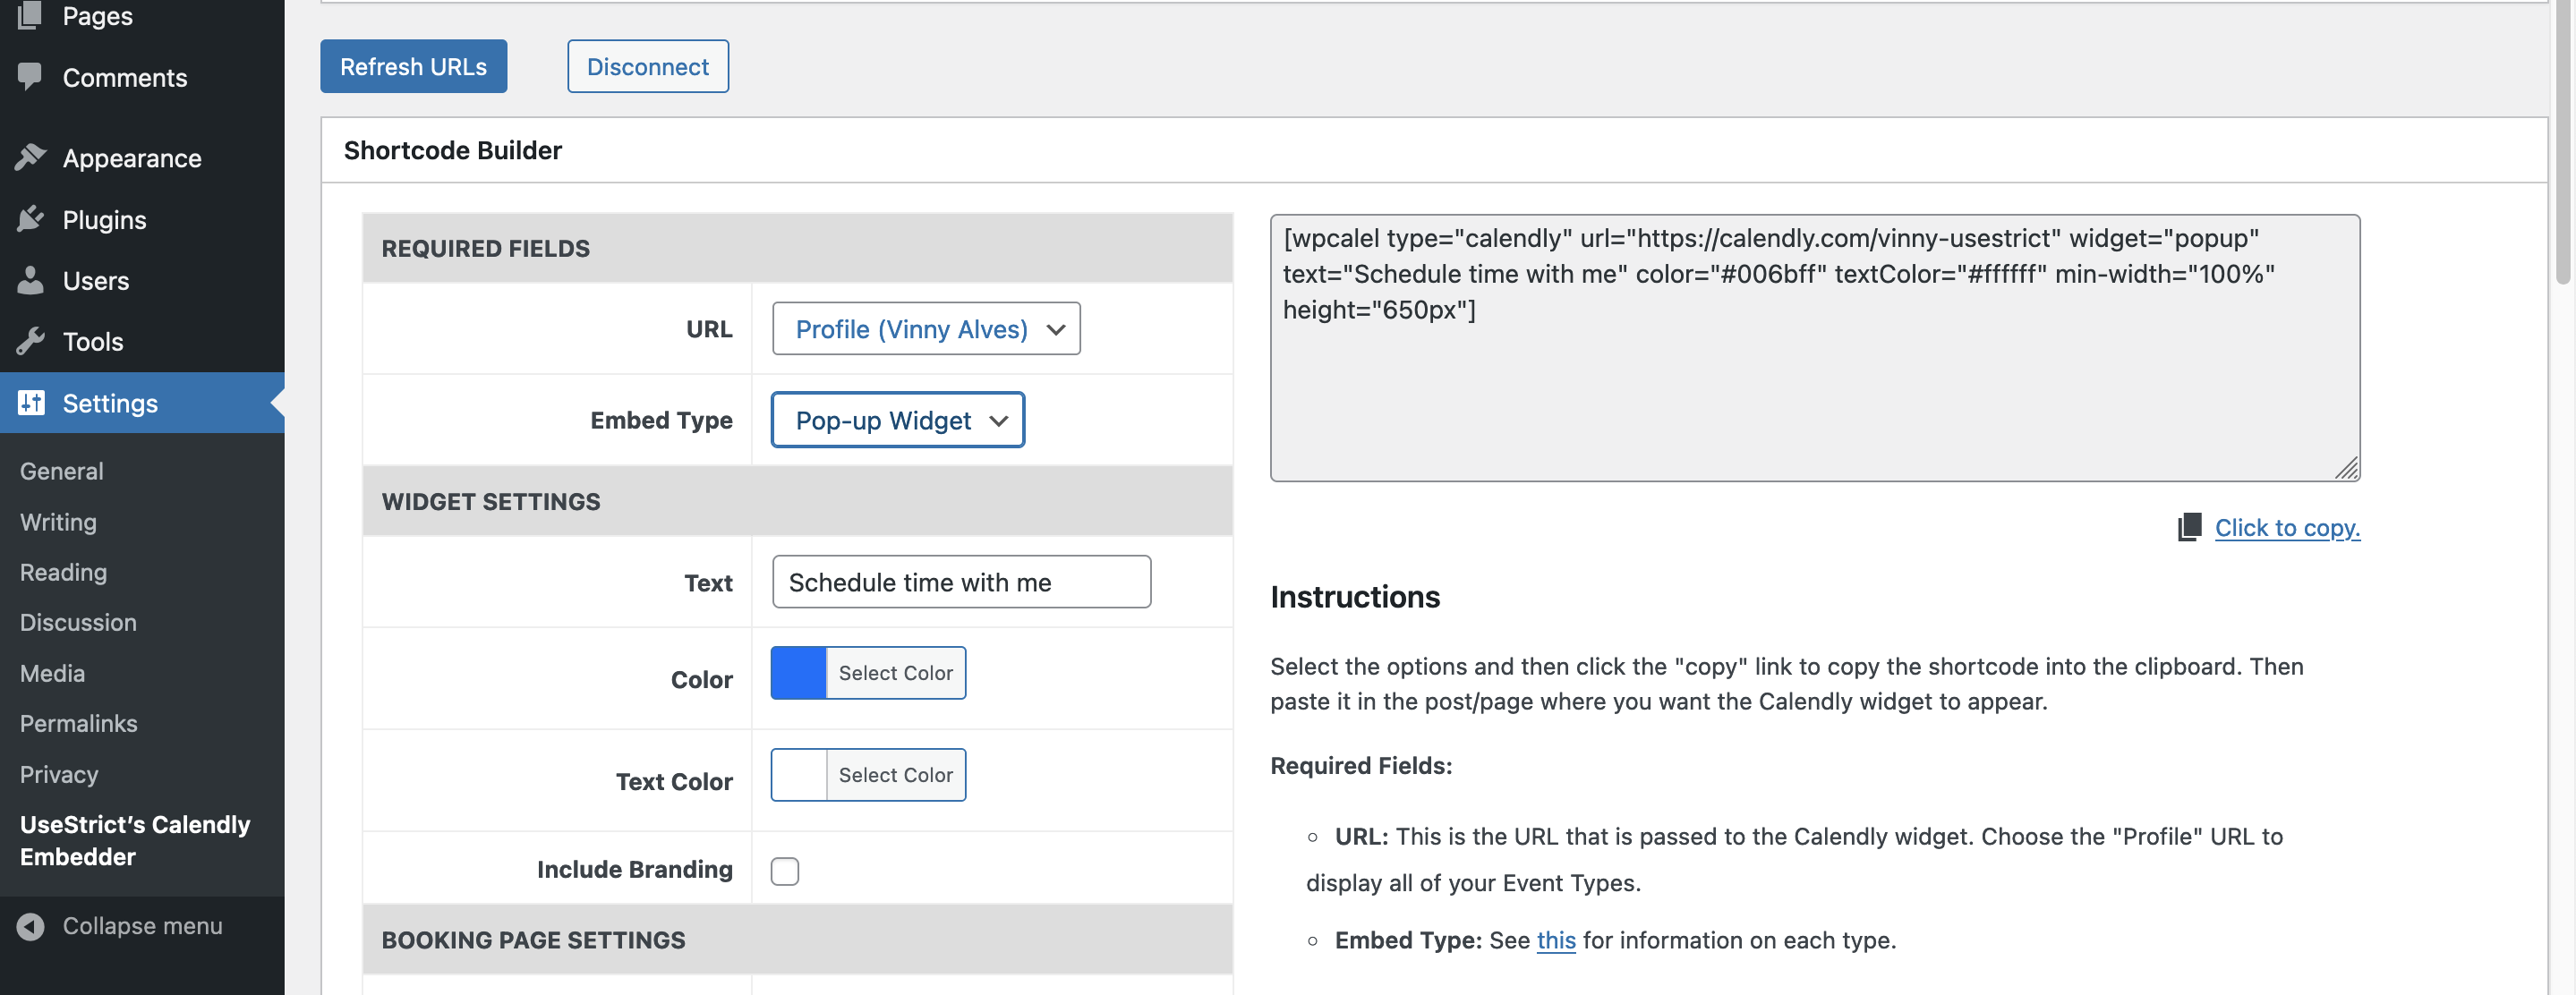 Pages
Comments
Appearance
Plugins
Users
Tools
Settings
General
Writing
Reading
Discussion
Media
Permalinks
Privacy
UseStrict’s Calendly
Embedder
Collapse menu
Refresh URLs
Disconnect
Shortcode Builder
REQUIRED FIELDS
URL
Profile (Vinny Alves)
Embed Type
Pop-up Widget
WIDGET SETTINGS
Text
Schedule time with me
Color
Select Color
Text Color
Select Color
Include Branding
BOOKING PAGE SETTINGS
[wpcalel type="calendly" url="https://calendly.com/vinny-usestrict" widget="popup"
text="Schedule time with me" color="#006bff" textColor="#ffffff" min-width="100%"
height="650px"]
Click to copy.
Instructions
Select the options and then click the "copy" link to copy the shortcode into the clipboard. Then
paste it in the post/page where you want the Calendly widget to appear.
Required Fields:
URL: This is the URL that is passed to the Calendly widget. Choose the "Profile" URL to
display all of your Event Types.
Embed Type: See this for information on each type.